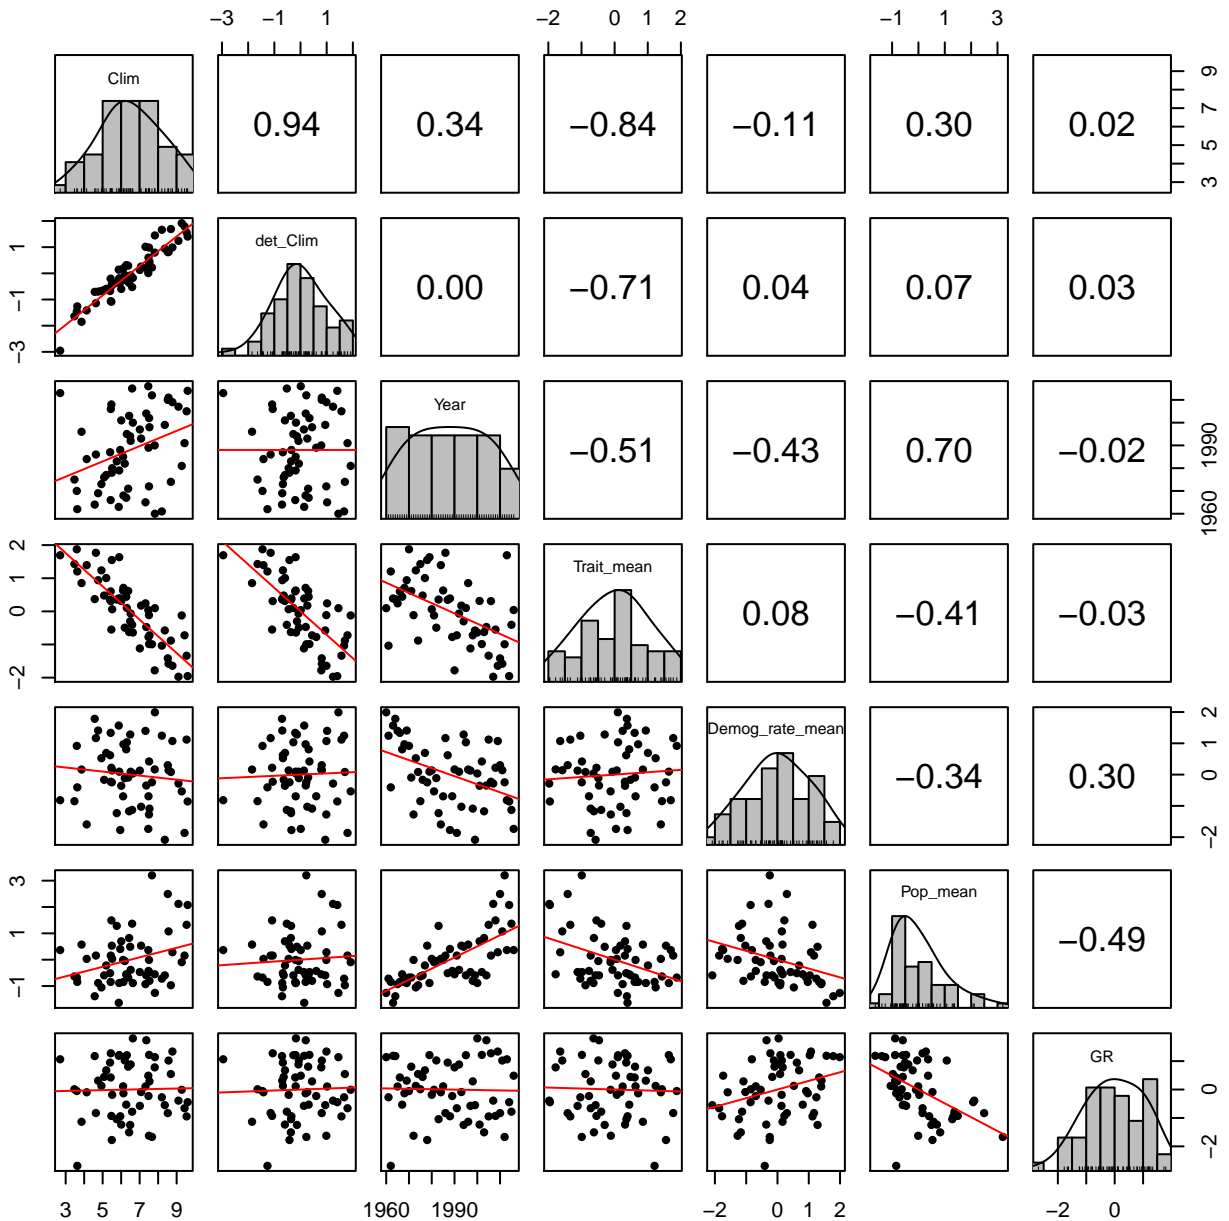 −3 −1 1 −2 0 1 2 −1 1 3
Clim 0.94 0.34 −0.84 −0.11 0.30 0.02 3 5 7 9
−3 −1 1 det_Clim 0.00 −0.71 0.04 0.07 0.03
Year −0.51 −0.43 0.70 −0.02 1960 1990
−2 0 1 2 Trait_mean 0.08 −0.41 −0.03
Demog_rate_mean −0.34 0.30 −2 0 1 2
−1 1 3 Pop_mean −0.49
GR −2 0
3 5 7 9 1960 1990 −2 0 1 2 −2 0